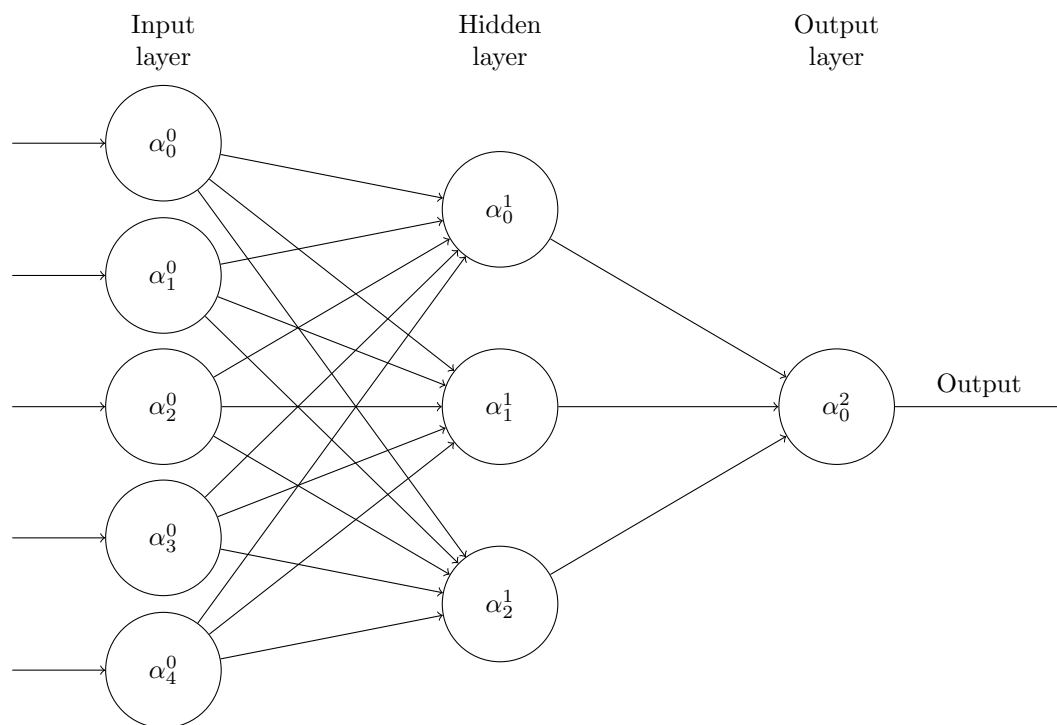 Input
layer
Hidden
layer
Output
layer
α₀⁰
α₁⁰
α₂⁰
α₃⁰
α₄⁰
α₀¹
α₁¹
α₂¹
α₀²
Output